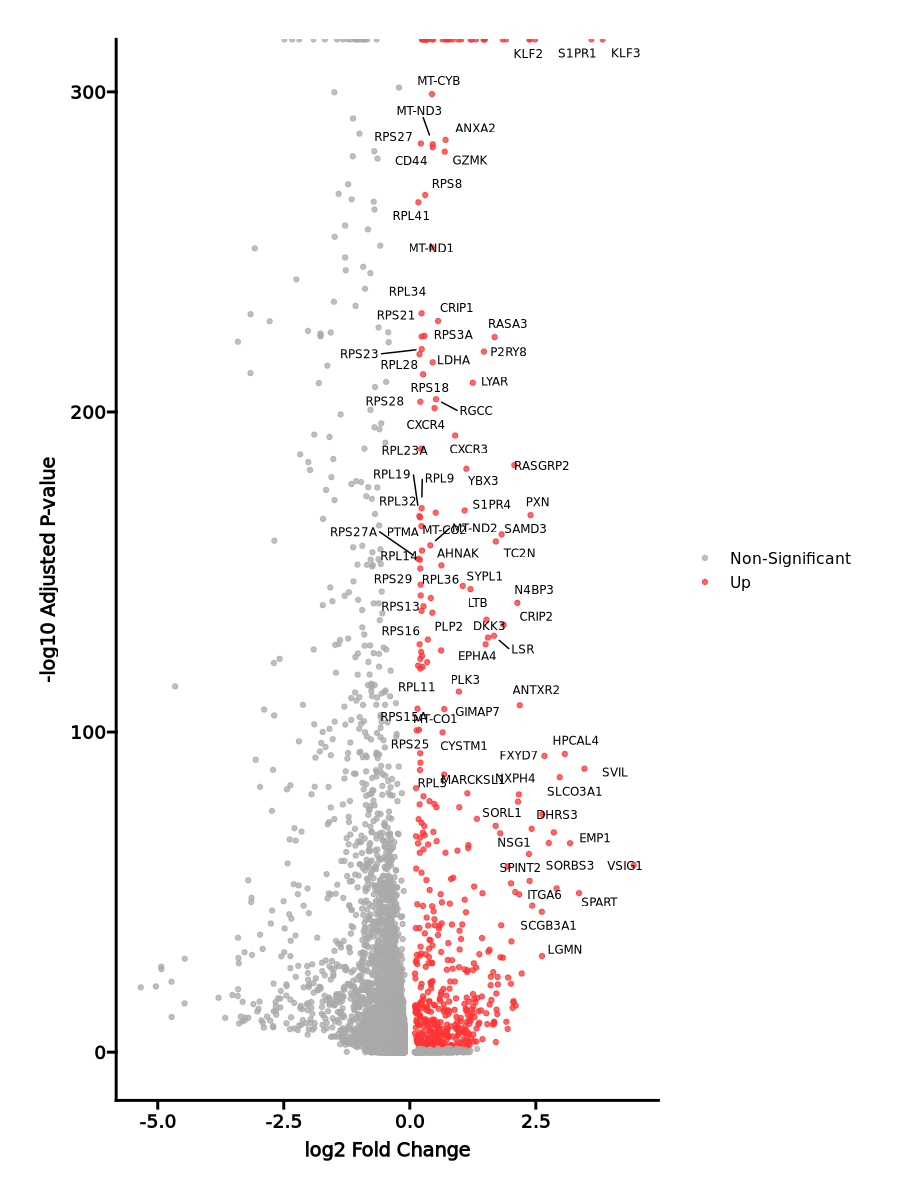 KLF2 S1PR1 KLF3
MT-CYB
300
MT-ND3
ANXA2
RPS27
CD44 GZMK
RPS8
RPL41
MT-ND1
RPL34
CRIP1
RPS21
RASA3
RPS3A
RPS23
P2RY8
RPL28 LDHA
LYAR
RPS18
RPS28
RGCC
200
CXCR4
RPL23A CXCR3
RASGRP2
RPL19 RPL9
YBX3
RPL32 S1PR4 PXN
RPS27A PTMA MT-CO2 MT-ND2 SAMD3
RPL14 AHNAK TC2N
RPS29 RPL36 SYPL1
N4BP3
RPS13 LTB
CRIP2
RPS16 PLP2 DKK3
LSR
EPHA4
RPL11 PLK3
ANTXR2
RPS15A MT-CO1 GIMAP7
100
RPS25 CYSTM1 HPCAL4
FXYD7
SVIL
RPL5 MARCKSL1 NXPH4
SLCO3A1
SORL1 DHRS3
NSG1 EMP1
SPINT2 SORBS3 VSIG1
ITGA6
SPART
SCGB3A1
LGMN
0
-5.0 -2.5 0.0 2.5
log2 Fold Change
-log10 Adjusted P-value
Non-Significant
Up